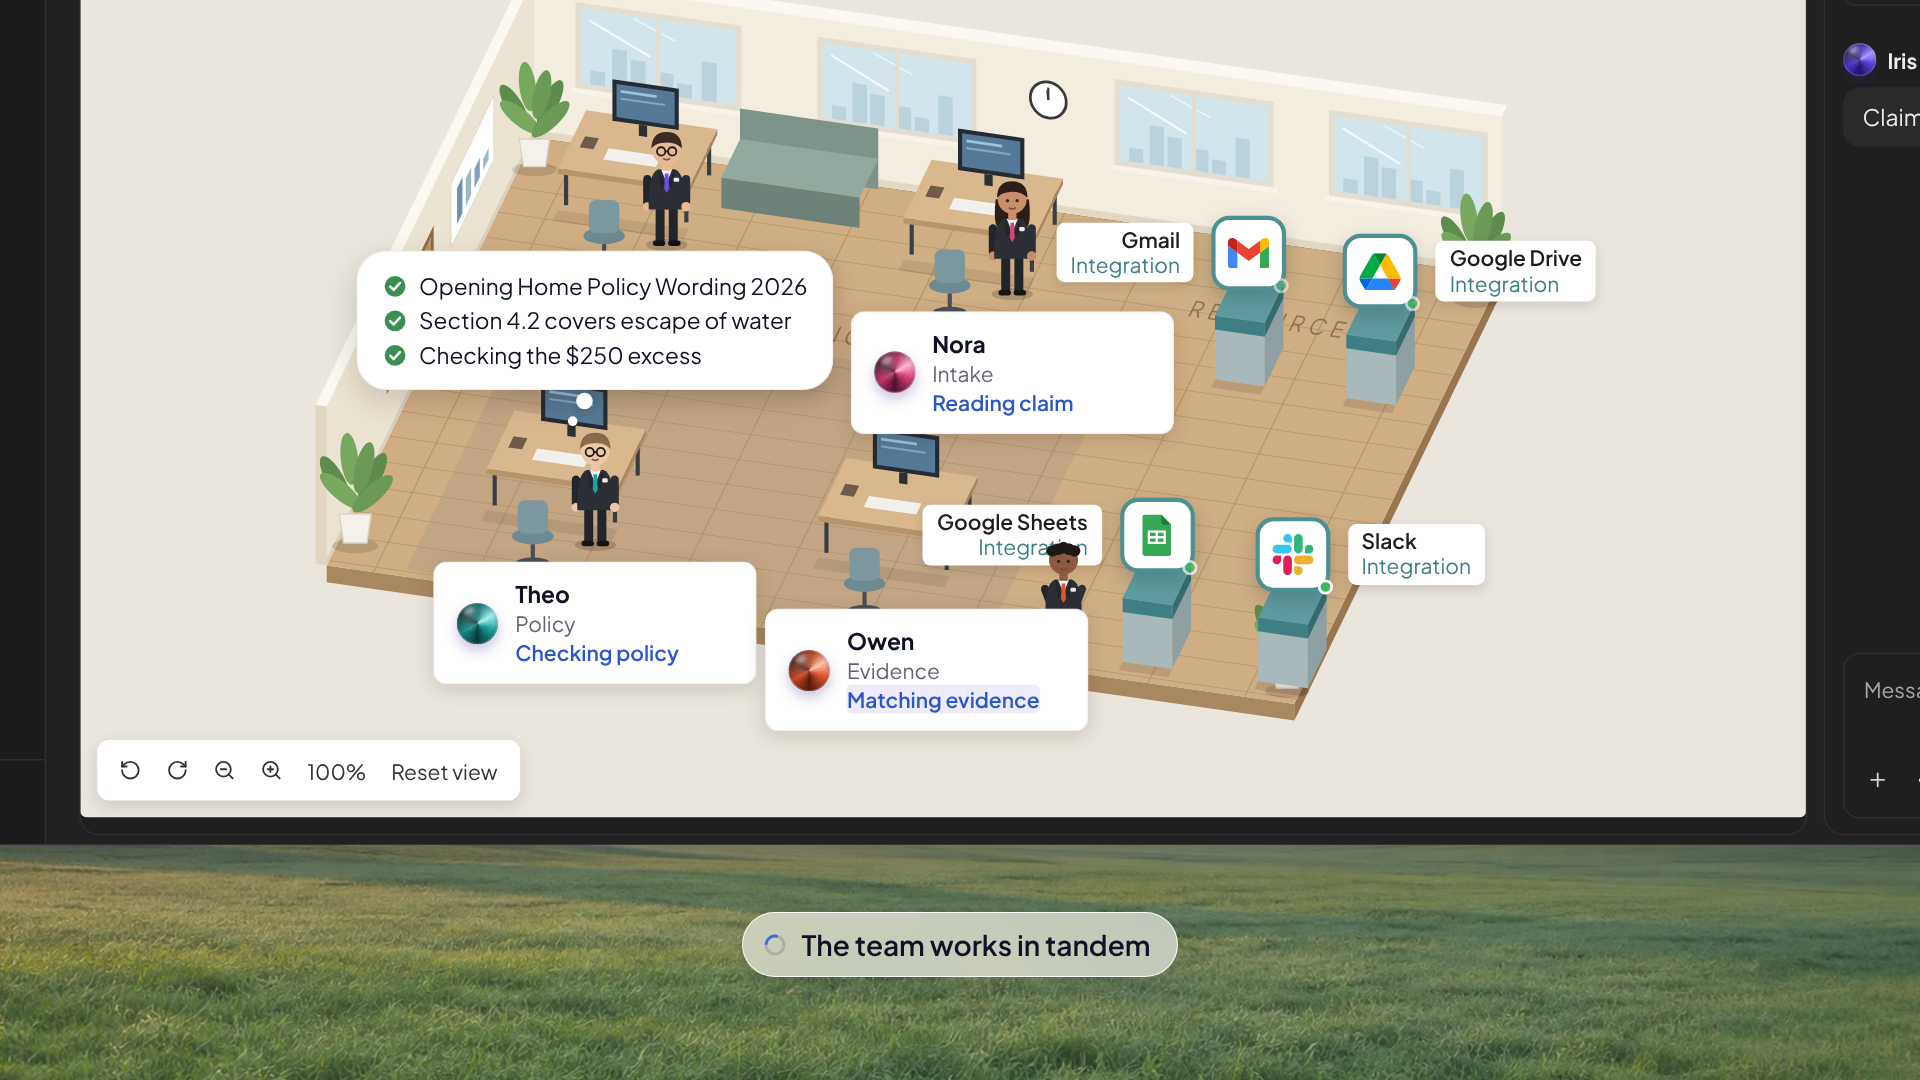 Iris
Claim
Gmail
Integration
Google Drive
Integration
Opening Home Policy Wording 2026
Section 4.2 covers escape of water
Checking the $250 excess
Nora
Intake
Reading claim
Google Sheets
Integration
Slack
Integration
Theo
Policy
Checking policy
Owen
Evidence
Matching evidence
100%
Reset view
The team works in tandem